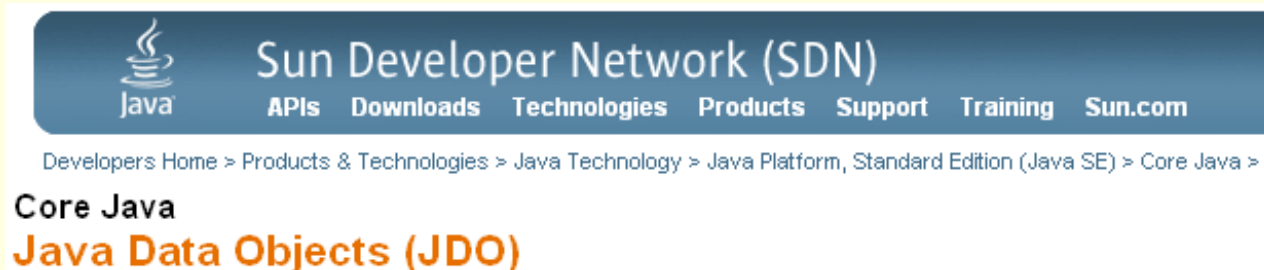 Sun Developer Network (SDN)
Java
APIs Downloads Technologies Products Support Training Sun.com
Developers Home > Products & Technologies > Java Technology > Java Platform, Standard Edition (Java SE) > Core Java >
Core Java
Java Data Objects (JDO)